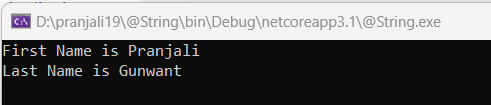 D:\pranjali19\@String\bin\Debug\netcoreapp3.1\@String.exe
First Name is Pranjali
Last Name is Gunwant